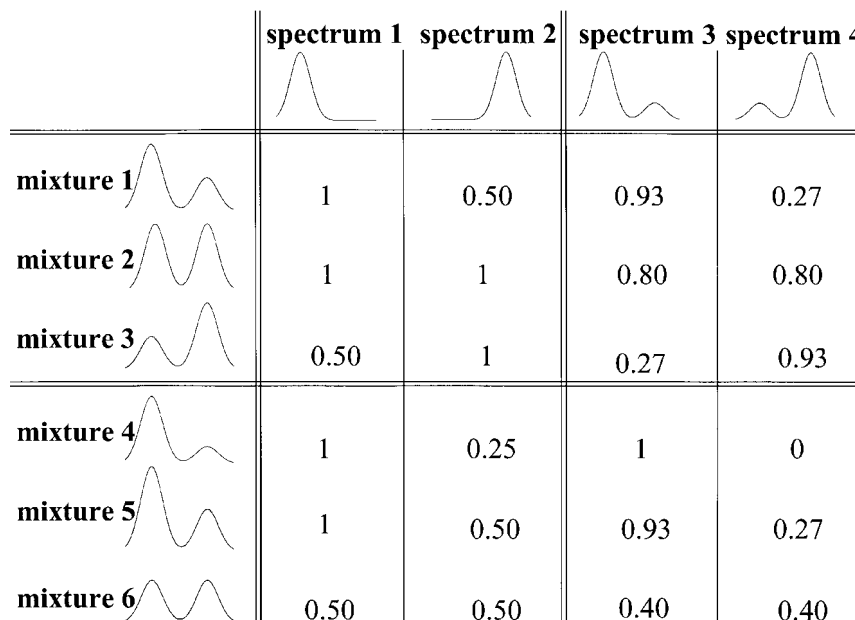 spectrum 1 spectrum 2 spectrum 3 spectrum 4
mixture 1 1 0.50 0.93 0.27
mixture 2 1 1 0.80 0.80
mixture 3 0.50 1 0.27 0.93
mixture 4 1 0.25 1 0
mixture 5 1 0.50 0.93 0.27
mixture 6 0.50 0.50 0.40 0.40